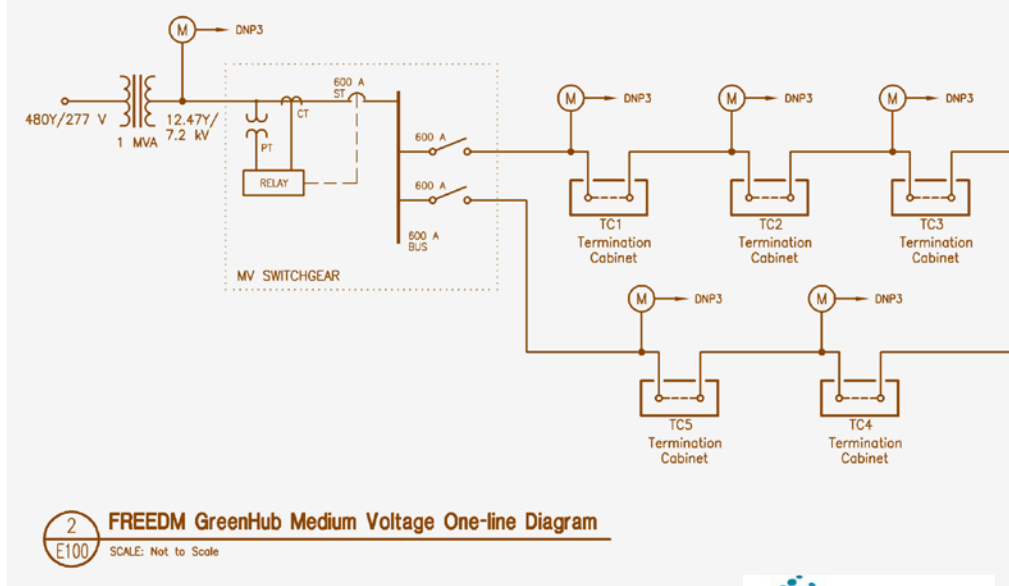 M DNP3
480Y/277 V
1 MVA
12.47Y/
7.2 kV
PT
CT
RELAY
600 A
ST
600 A
600 A
600 A
BUS
MV SWITCHGEAR
M DNP3
M DNP3
M DNP3
TC1
Termination
Cabinet
TC2
Termination
Cabinet
TC3
Termination
Cabinet
M DNP3
M DNP3
TC5
Termination
Cabinet
TC4
Termination
Cabinet
2
E100
FREEDM GreenHub Medium Voltage One-line Diagram
SCALE: Not to Scale